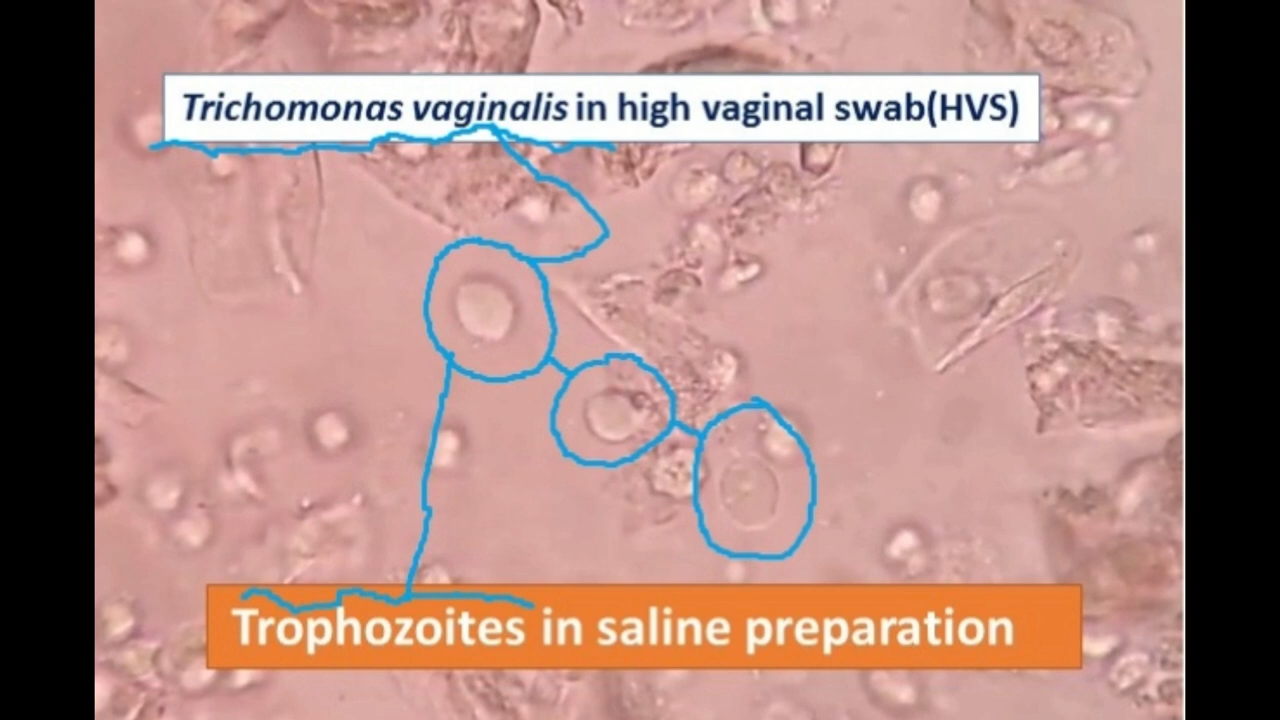 Trichomonas vaginalis in high vaginal swab(HVS)
Trophozoites in saline preparation